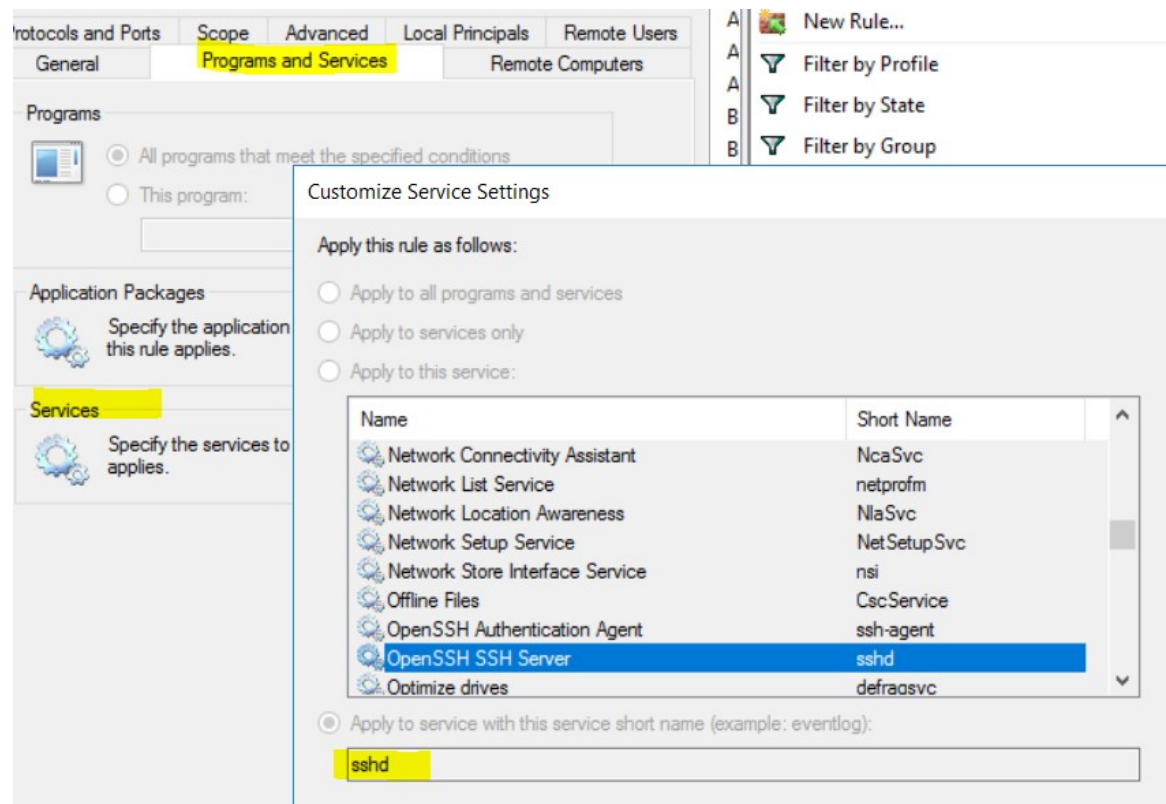 Protocols and Ports Scope Advanced Local Principals Remote Users
General Programs and Services Remote Computers
Programs
All programs that meet the specified conditions
This program:
Application Packages
Specify the application
this rule applies.
Services
Specify the services to
applies.
A
A
A
B
B
New Rule...
Filter by Profile
Filter by State
Filter by Group
Customize Service Settings
Apply this rule as follows:
Apply to all programs and services
Apply to services only
Apply to this service:
Name Short Name
Network Connectivity Assistant NcaSvc
Network List Service netprofm
Network Location Awareness NlaSvc
Network Setup Service NetSetupSvc
Network Store Interface Service nsi
Offline Files CscService
OpenSSH Authentication Agent ssh-agent
OpenSSH SSH Server sshd
Optimize drives defragsvc
Apply to service with this service short name (example: eventlog):
sshd